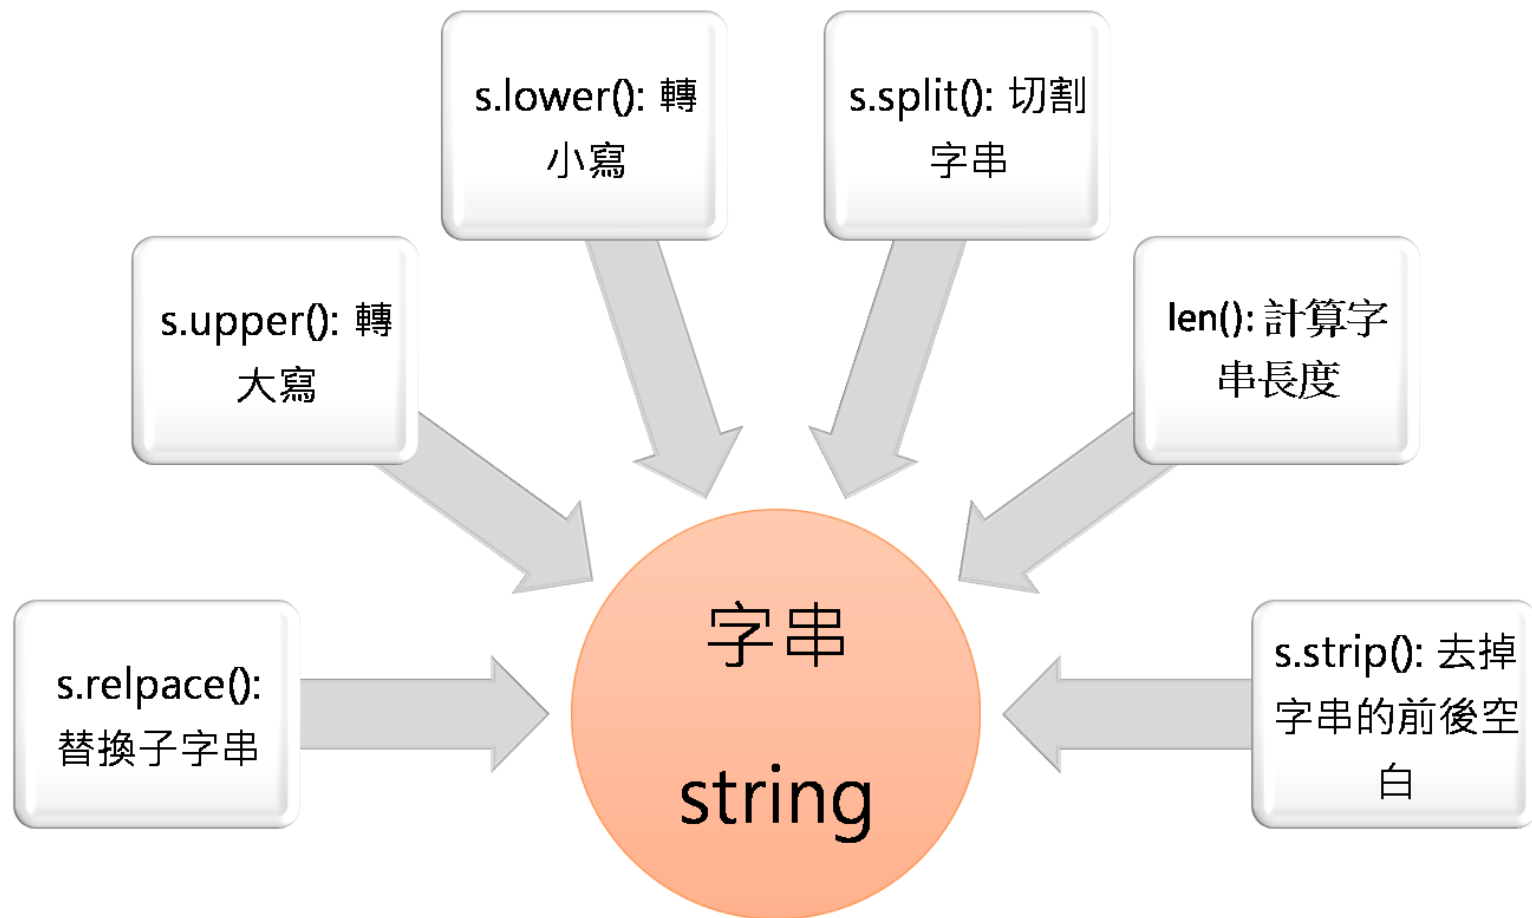 s.lower(): 轉
小寫
s.split(): 切割
字串
s.upper(): 轉
大寫
len(): 計算字
串長度
s.relpace():
替換子字串
字串
string
s.strip(): 去掉
字串的前後空
白